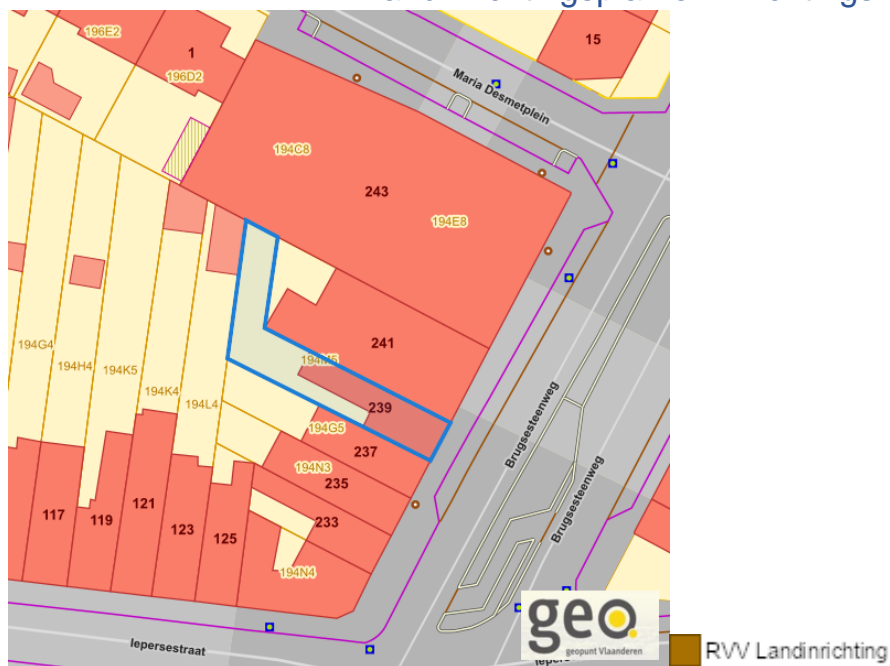 196E2
1
15
196D2
Maria Desmetplein
194C8
243
194E8
241
194M5
194G4
194H4
194K5
194K4
194L4
239
194G5
237
194N3
235
233
Brugsesteenweg
Brugsesteenweg
117
119
121
123
125
194N4
Iepersestraat
geo
geopunt Vlaanderen
RVV Landinrichting